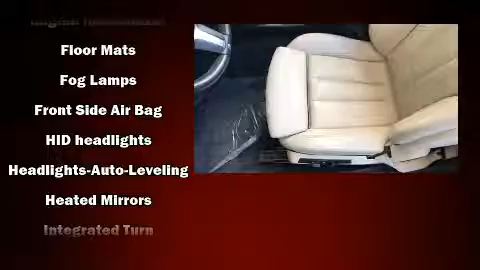 Floor Mats
Fog Lamps
Front Side Air Bag
HID headlights
Headlights-Auto-Leveling
Heated Mirrors
Integrated Turn